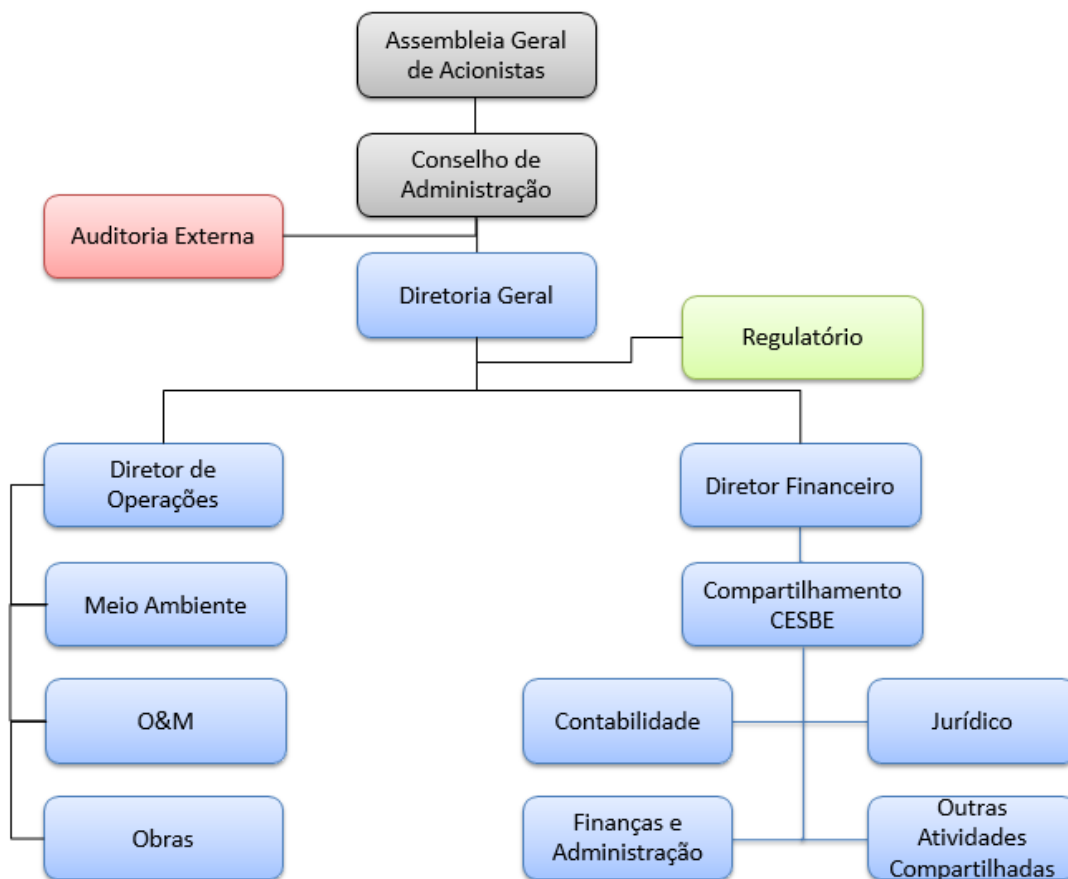 Assembleia Geral
de Acionistas
Conselho de
Administração
Auditoria Externa
Diretoria Geral
Regulatório
Diretor de
Operações
Diretor Financeiro
Meio Ambiente
Compartilhamento
CESBE
O&M
Contabilidade
Jurídico
Obras
Finanças e
Administração
Outras
Atividades
Compartilhadas